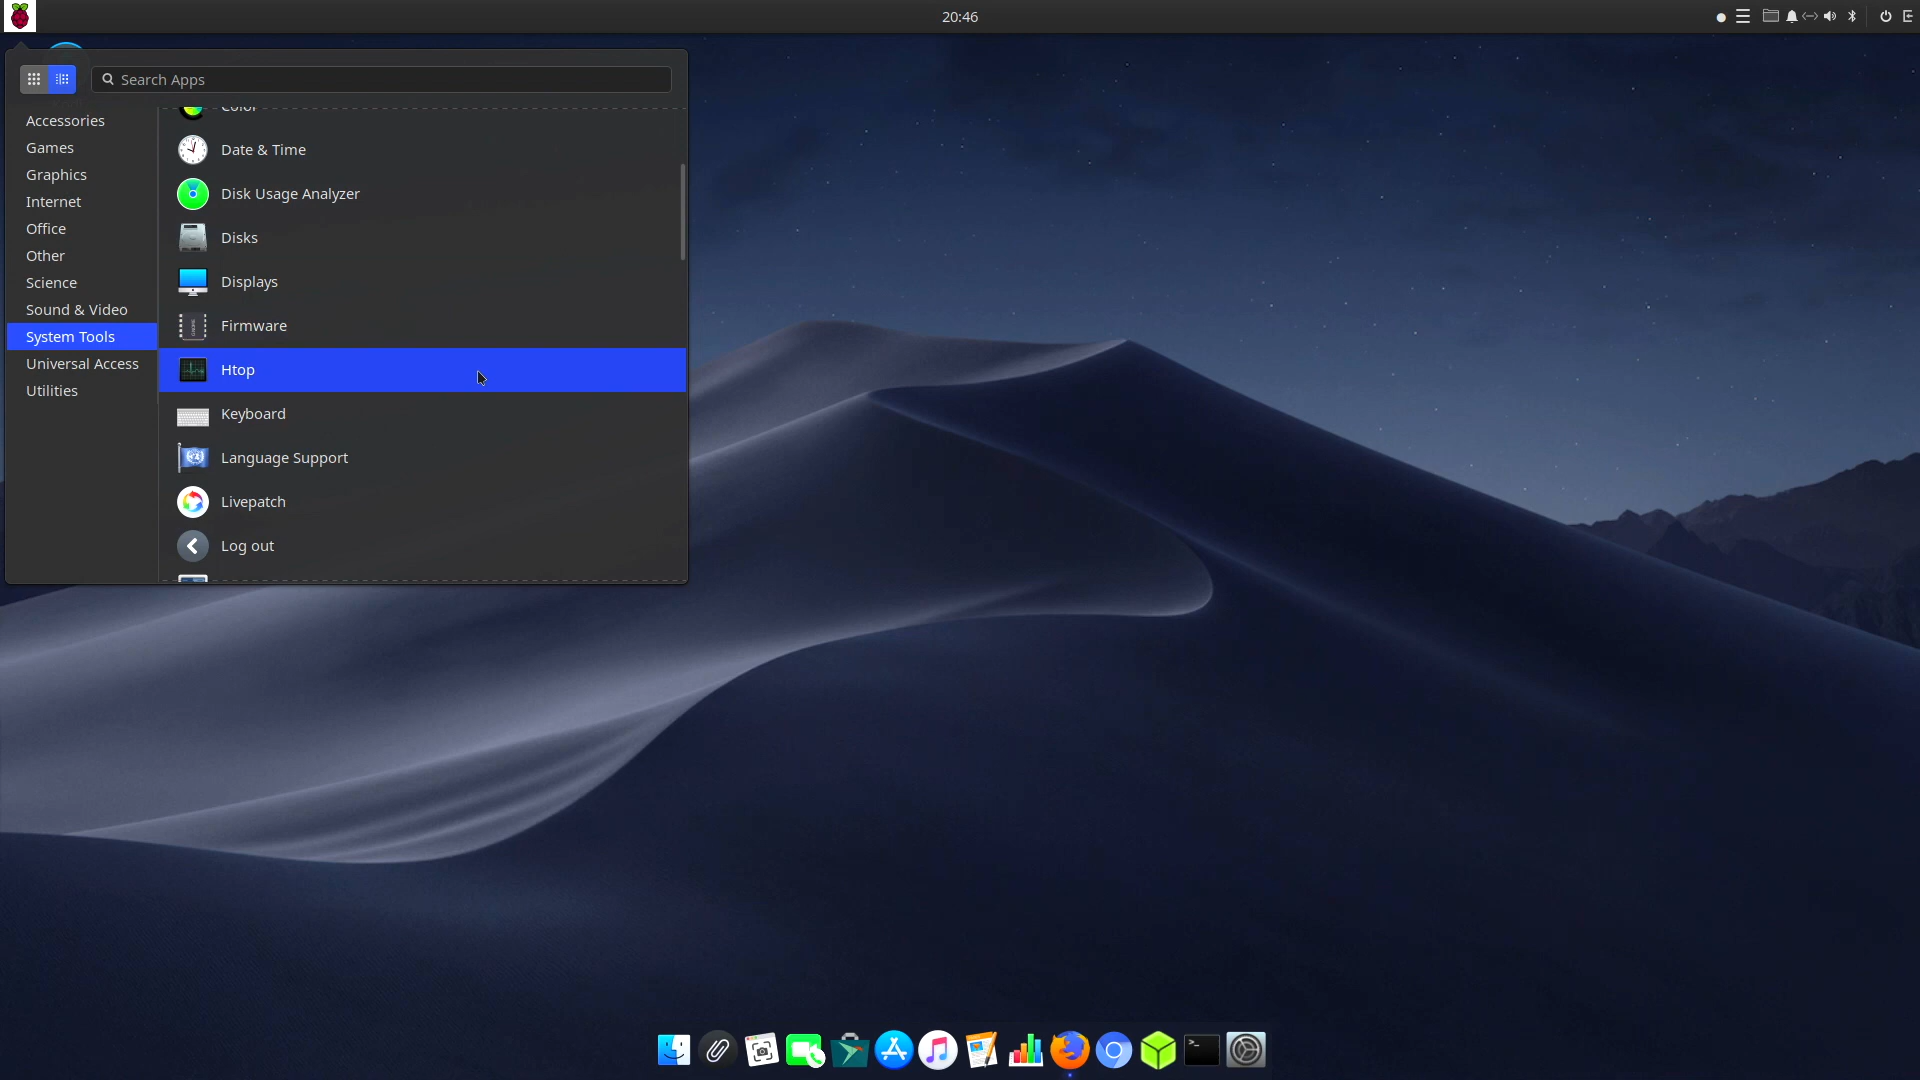 20:46
Search Apps
Accessories
Games
Graphics
Internet
Office
Other
Science
Sound & Video
System Tools
Universal Access
Utilities
Color
Date & Time
Disk Usage Analyzer
Disks
Displays
Firmware
Htop
Keyboard
Language Support
Livepatch
Log out